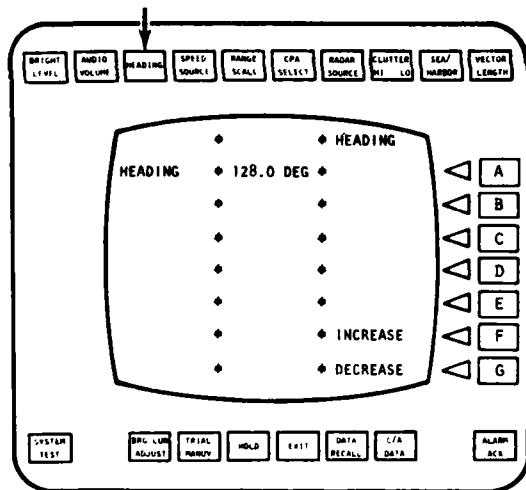 BRIGHT LEVEL
AUDIO VOLUME
HEADING
SPEED SOURCE
RANGE SCALE
CPA SELECT
RADAR SOURCE
CLUTTER HI LO
SEA/ HARBOR
VECTOR LENGTH
HEADING
HEADING 128.0 DEG
A
B
C
D
E
INCREASE F
DECREASE G
SYSTEM TEST
BRG CUR ADJUST
TRIAL MANUV
HOLD
EXIT
DATA RECALL
C/A DATA
ALARM ACK